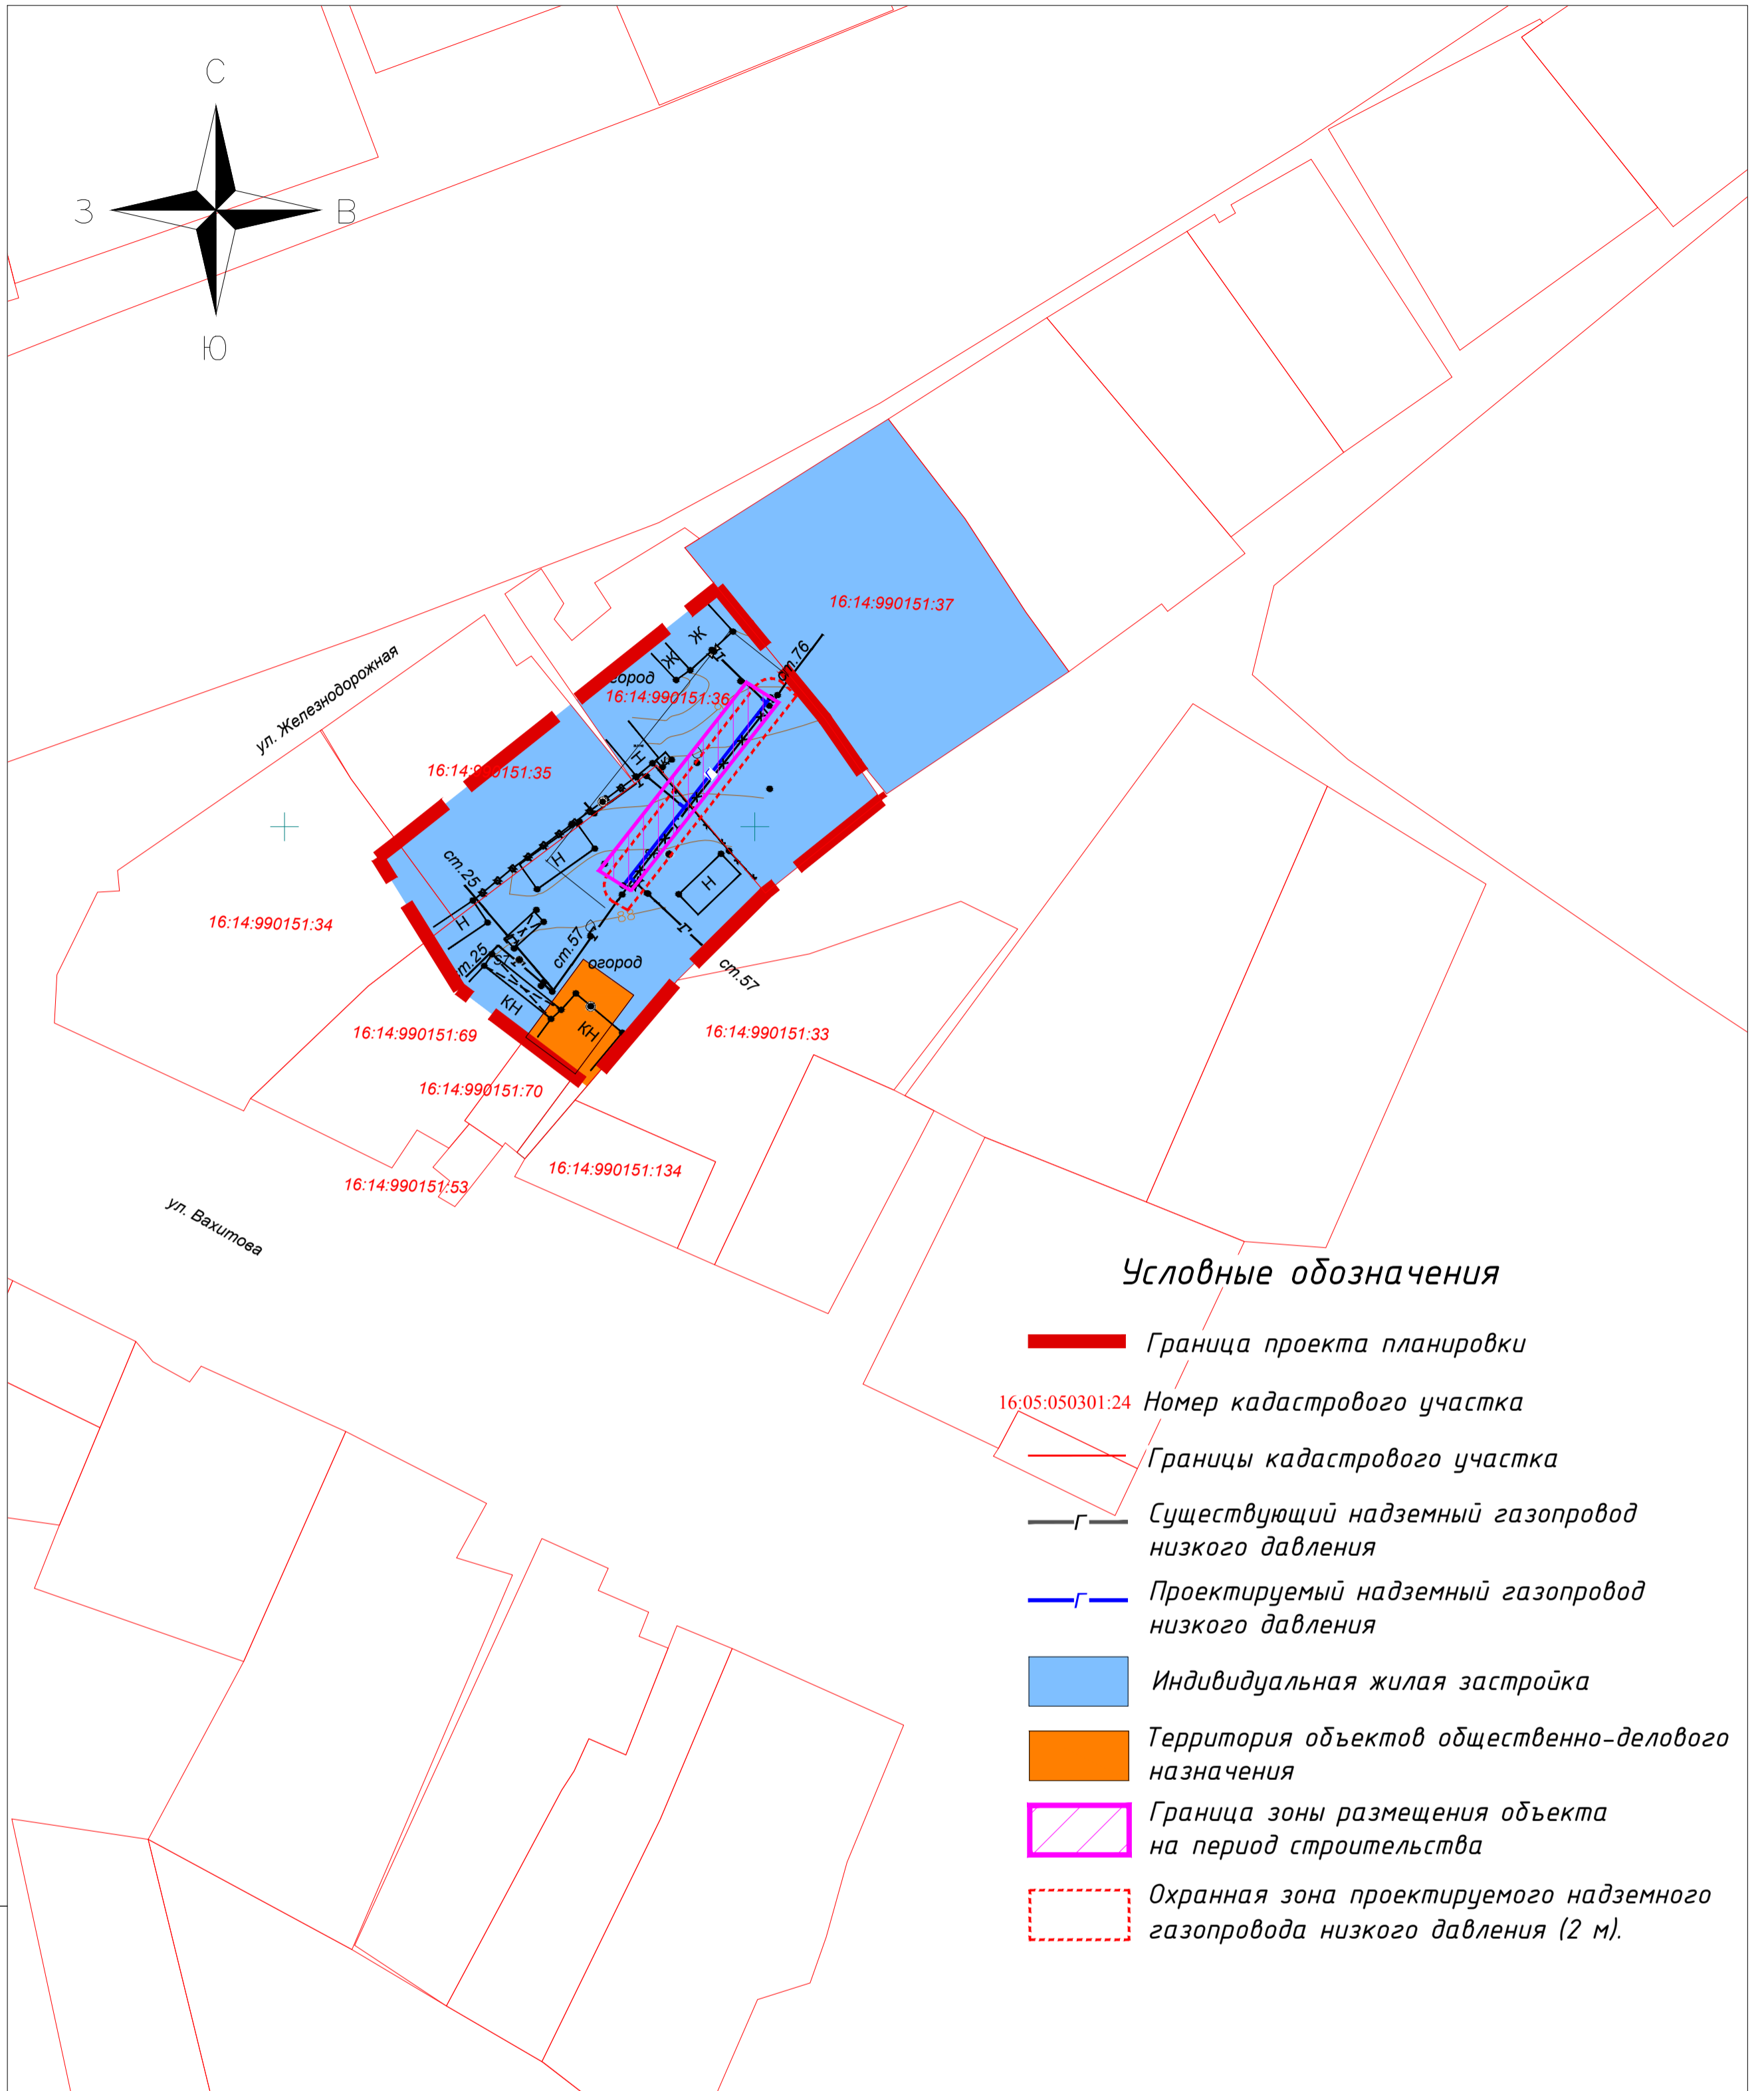 С
З
В
Ю
16:14:990151:37
ст.76
Ж
Ж
Г
город
16:14:990151:36
ул. Железнодорожная
16:14:990151:35
Н
Ж
Г
Г
Н
Г
Н
ст.25
88
16:14:990151:34
Н
Г
ст.57
ст.25
огород
ст.57
КН
КН
16:14:990151:69
16:14:990151:33
16:14:990151:70
16:14:990151:134
16:14:990151:53
ул. Вахитова
Условные обозначения
Граница проекта планировки
16:05:050301:24 Номер кадастрового участка
Границы кадастрового участка
Г Существующий надземный газопровод
низкого давления
Г Проектируемый надземный газопровод
низкого давления
Индивидуальная жилая застройка
Территория объектов общественно-делового
назначения
Граница зоны размещения объекта
на период строительства
Охранная зона проектируемого надземного
газопровода низкого давления (2 м).